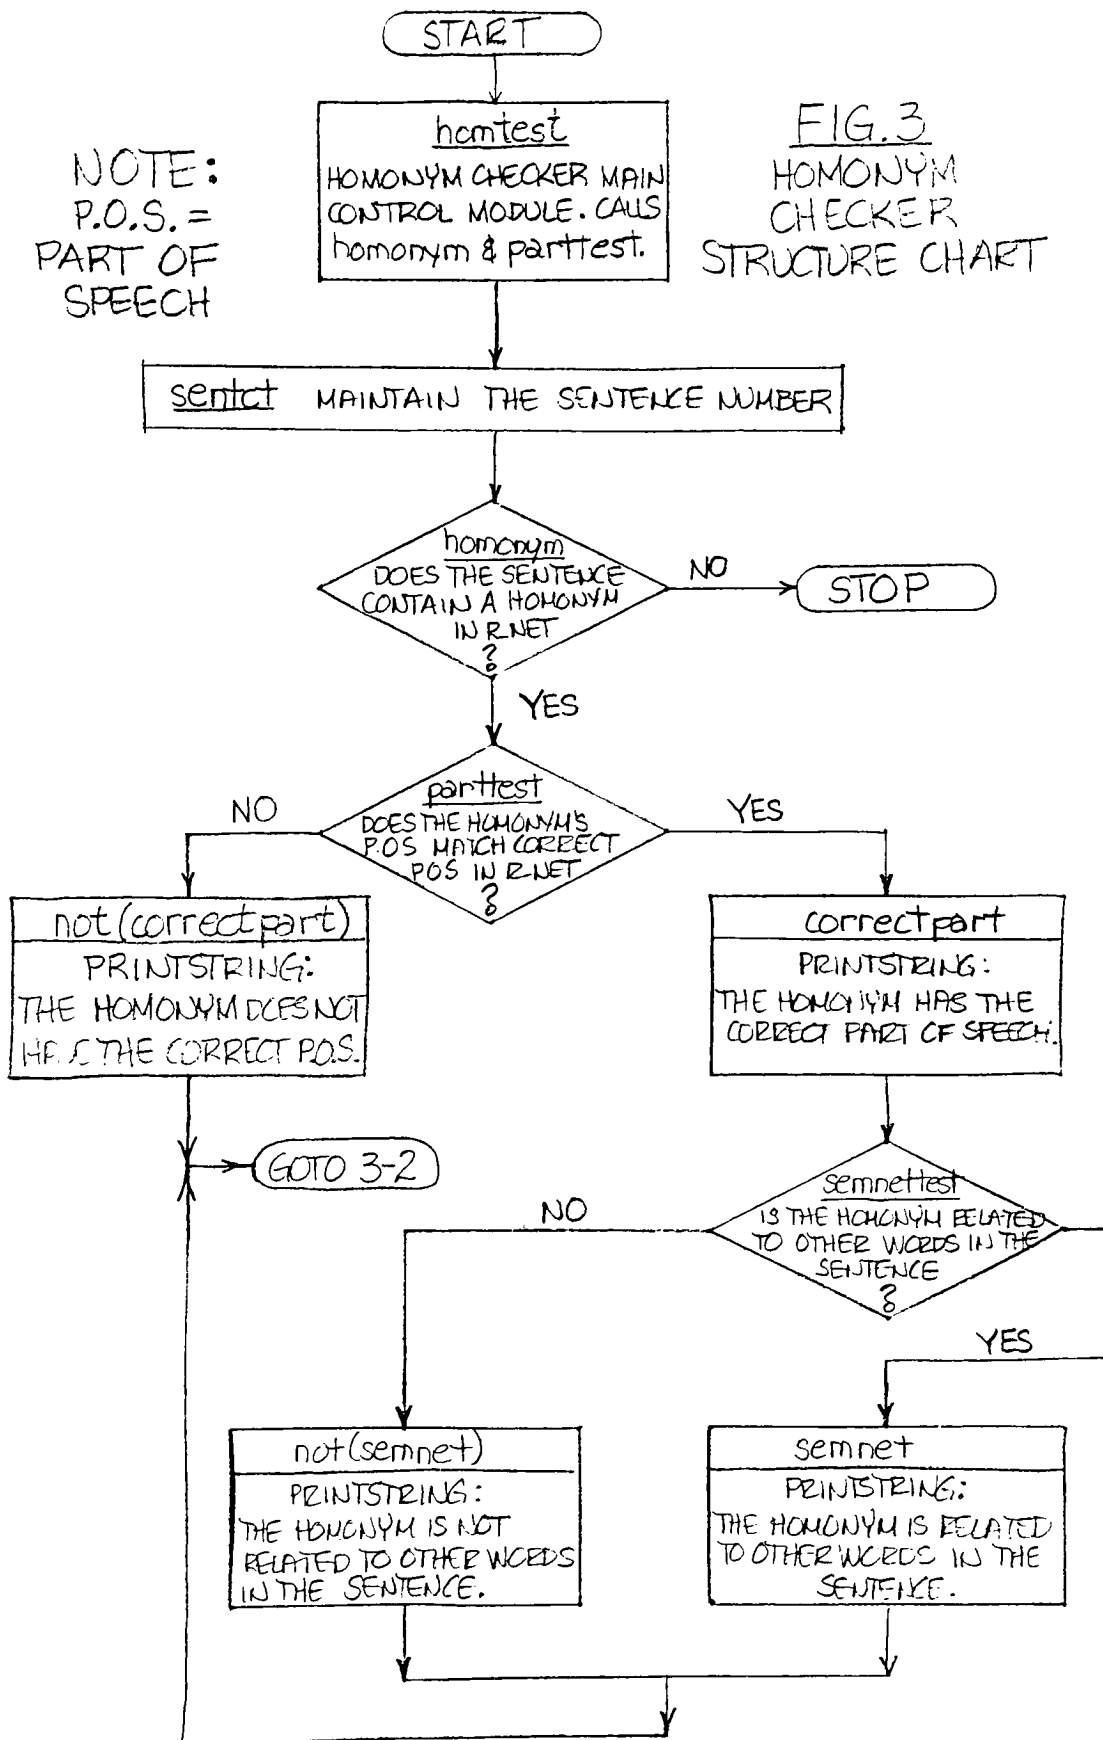 START
homtest
HOMONYM CHECKER MAIN
CONTROL MODULE. CALLS
homonym & parttest.
NOTE:
P.O.S. =
PART OF
SPEECH
FIG. 3
HOMONYM
CHECKER
STRUCTURE CHART
sentct MAINTAIN THE SENTENCE NUMBER
homonym
DOES THE SENTENCE
CONTAIN A HOMONYM
IN R-NET
?
NO
STOP
YES
parttest
DOES THE HOMONYM'S
P.O.S MATCH CORRECT
POS IN R-NET
?
NO
YES
not(correctpart)
PRINTSTRING:
THE HOMONYM DOES NOT
THE CORRECT P.O.S.
correctpart
PRINTSTRING:
THE HOMONYM HAS THE
CORRECT PART OF SPEECH.
GOTO 3-2
semnettest
IS THE HOMONYM RELATED
TO OTHER WORDS IN THE
SENTENCE
?
NO
YES
not(semnet)
PRINTSTRING:
THE HOMONYM IS NOT
RELATED TO OTHER WORDS
IN THE SENTENCE.
semnet
PRINTSTRING:
THE HOMONYM IS RELATED
TO OTHER WORDS IN THE
SENTENCE.